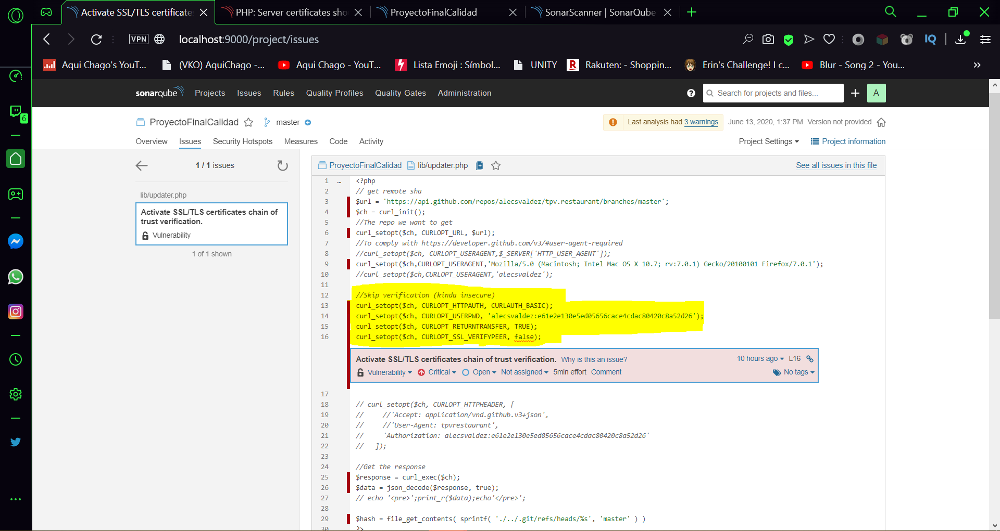 Activate SSL/TLS certificate
PHP: Server certificates sho
ProyectoFinalCalidad
SonarScanner | SonarQube
VPN
localhost:9000/project/issues
IQ
Aqui Chago's YouT...
(VKO) AquiChago -...
Aqui Chago - YouT...
Lista Emoji : Símbol...
UNITY
R
Rakuten: - Shoppin...
Erin's Challenge! I c...
Blur - Song 2 - You...
»
6
sonarqube
Projects
Issues
Rules
Quality Profiles
Quality Gates
Administration
?
Search for projects and files...
+
A
ProyectoFinalCalidad
master
Last analysis had 3 warnings
June 13, 2020, 1:37 PM
Version not provided
Overview
Issues
Security Hotspots
Measures
Code
Activity
Project Settings
Project information
1 / 1 issues
lib/updater.php
Activate SSL/TLS certificates chain of
trust verification.
Vulnerability
1 of 1 shown
ProyectoFinalCalidad
lib/updater.php
See all issues in this file
1 ... <?php
2 // get remote sha
3 $url = 'https://api.github.com/repos/alecsvaldez/tpv.restaurant/branches/master';
4 $ch = curl_init();
5 //The repo we want to get
6 curl_setopt($ch, CURLOPT_URL, $url);
7 //To comply with https://developer.github.com/v3/#user-agent-required
8 //curl_setopt($ch, CURLOPT_USERAGENT,$_SERVER['HTTP_USER_AGENT']);
9 curl_setopt($ch,CURLOPT_USERAGENT,'Mozilla/5.0 (Macintosh; Intel Mac OS X 10.7; rv:7.0.1) Gecko/20100101 Firefox/7.0.1');
10 //curl_setopt($ch,CURLOPT_USERAGENT,'alecsvaldez');
11
12 //Skip verification (kinda insecure)
13 curl_setopt($ch, CURLOPT_HTTPAUTH, CURLAUTH_BASIC);
14 curl_setopt($ch, CURLOPT_USERPWD, 'alecsvaldez:e61e2e130e5ed05656cace4cdac80420c8a52d26');
15 curl_setopt($ch, CURLOPT_RETURNTRANSFER, TRUE);
16 curl_setopt($ch, CURLOPT_SSL_VERIFYPEER, false);
Activate SSL/TLS certificates chain of trust verification. Why is this an issue?
10 hours ago
L16
Vulnerability
Critical
Open
Not assigned
5min effort
Comment
No tags
17
18 // curl_setopt($ch, CURLOPT_HTTPHEADER, [
19 // //'Accept: application/vnd.github.v3+json',
20 // //'User-Agent: tpvrestaurant',
21 // 'Authorization: alecsvaldez:e61e2e130e5ed05656cace4cdac80420c8a52d26'
22 // ]);
23
24 //Get the response
25 $response = curl_exec($ch);
26 $data = json_decode($response, true);
27 // echo '<pre>';print_r($data);echo'</pre>';
28
29 $hash = file_get_contents( sprintf( './../.git/refs/heads/%s', 'master' ) )
30 ?>